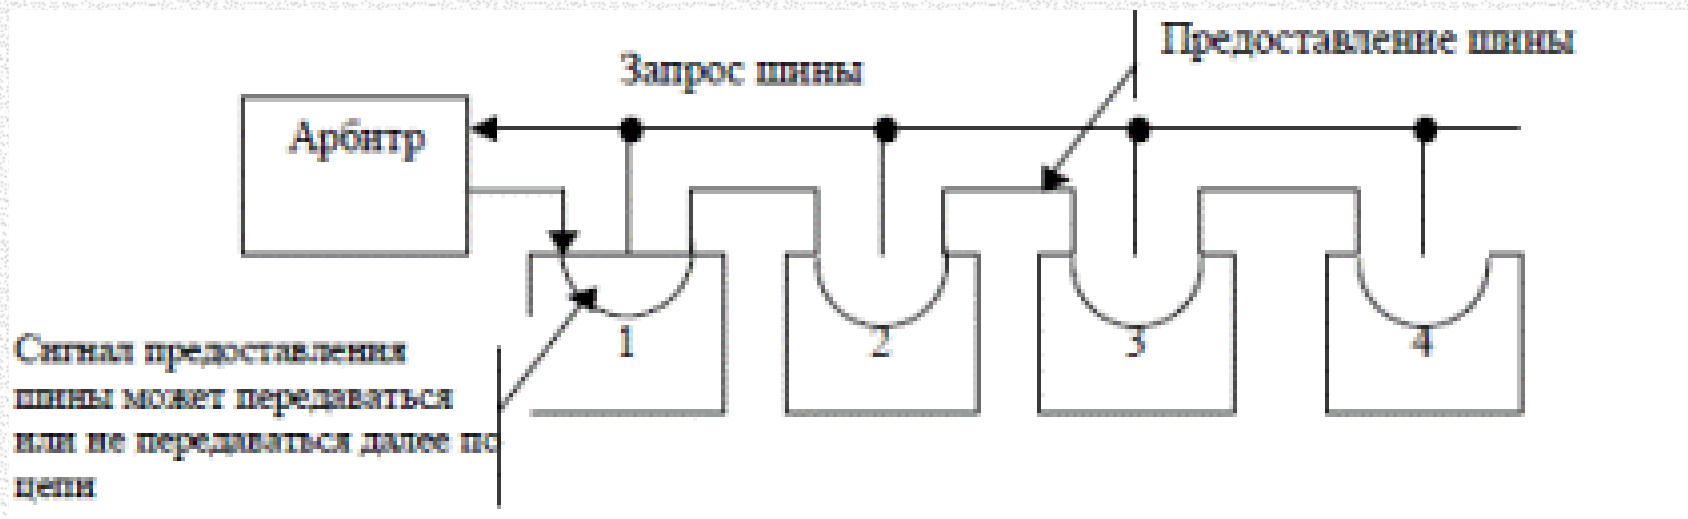 Предоставление шины
Запрос шины
Арбитр
1
2
3
4
Сигнал предоставления
шины может передаваться
или не передаваться далее по
цепи